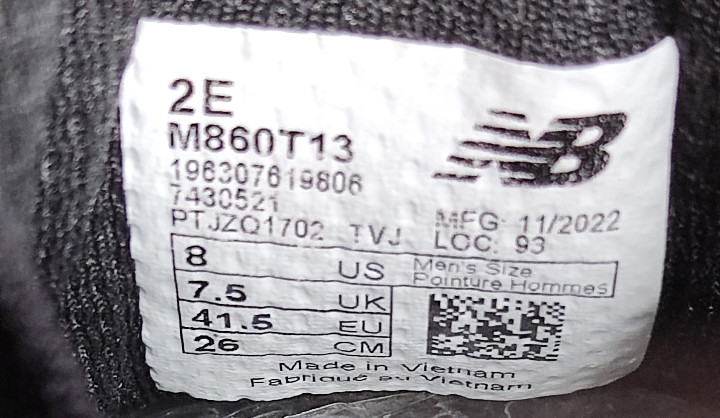 2E
M860T13
196307619806
7430521
PTJZQ1702 TVJ
NB
MFG: 11/2022
LOC: 93
8 US Men's Size
Pointure Hommes
7.5 UK
41.5 EU
26 CM
Made in Vietnam
Fabriqué au Vietnam